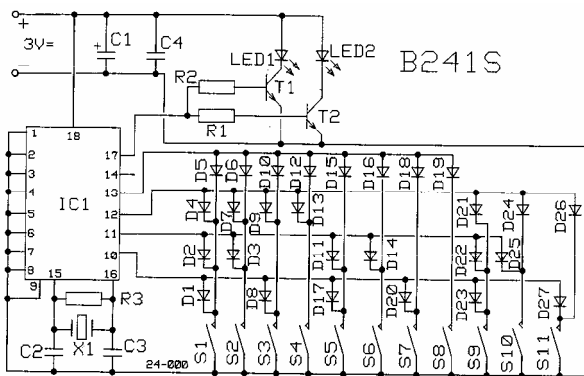 +
3V=
C1
C4
LED1
LED2
B241S
R2
T1
R1
T2
1
2
3
4
5
6
7
8
9
18
17
14
13
12
11
10
15
16
IC1
D5
D6
D10
D12
D15
D16
D18
D19
D4
D7
D9
D13
D21
D24
D26
D2
D3
D11
D14
D22
D25
D1
D8
D17
D20
D23
D27
R3
X1
C2
C3
24-000
S1
S2
S3
S4
S5
S6
S7
S8
S9
S10
S11